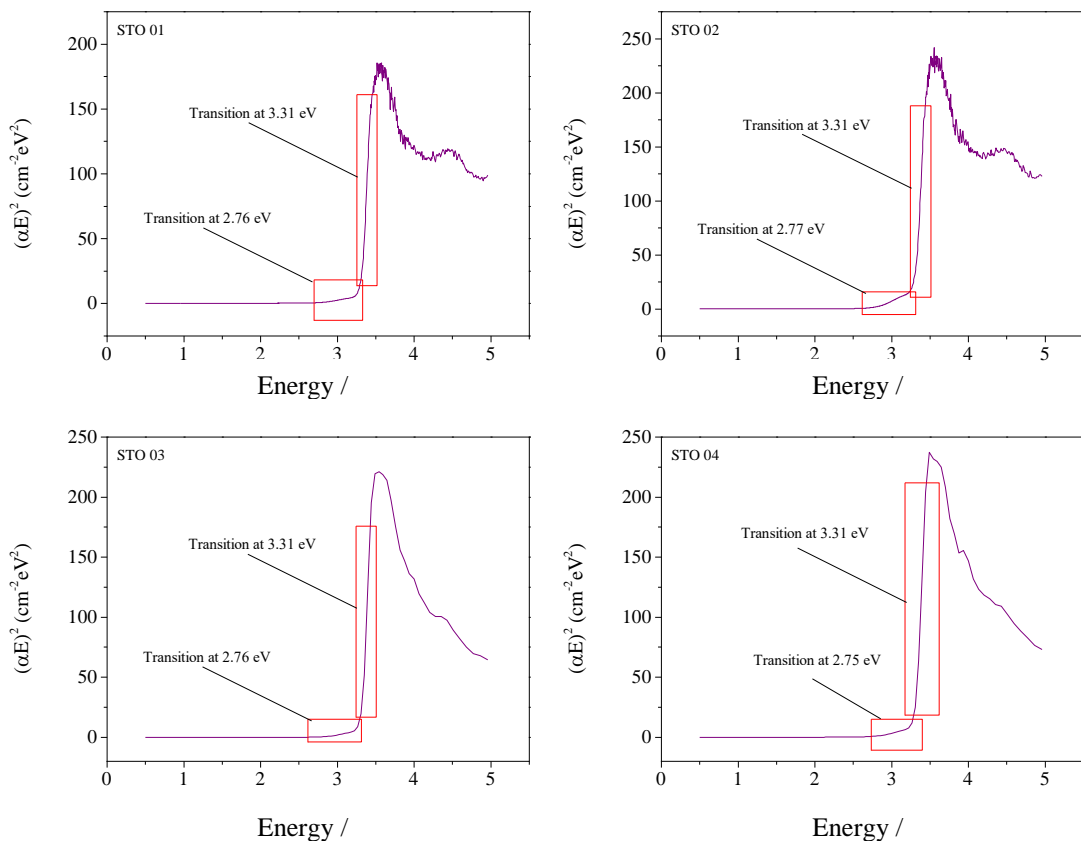 STO 01
200
150
100
50
0
0 1 2 3 4 5
Transition at 3.31 eV
Transition at 2.76 eV
(αE)² (cm⁻²eV²)
Energy /
STO 02
250
200
150
100
50
0
0 1 2 3 4 5
Transition at 3.31 eV
Transition at 2.77 eV
(αE)² (cm⁻²eV²)
Energy /
STO 03
250
200
150
100
50
0
0 1 2 3 4 5
Transition at 3.31 eV
Transition at 2.76 eV
(αE)² (cm⁻²eV²)
Energy /
STO 04
250
200
150
100
50
0
0 1 2 3 4 5
Transition at 3.31 eV
Transition at 2.75 eV
(αE)² (cm⁻²eV²)
Energy /